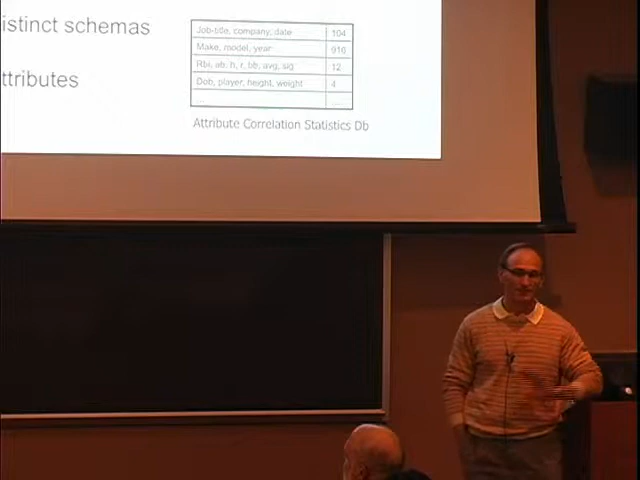 istinct schemas
ttributes
Job-title, company, date 104
Make, model, year 916
Rbi, ab, h, r, bb, avg, slg 12
Dob, player, height, weight 4
... ...
Attribute Correlation Statistics Db